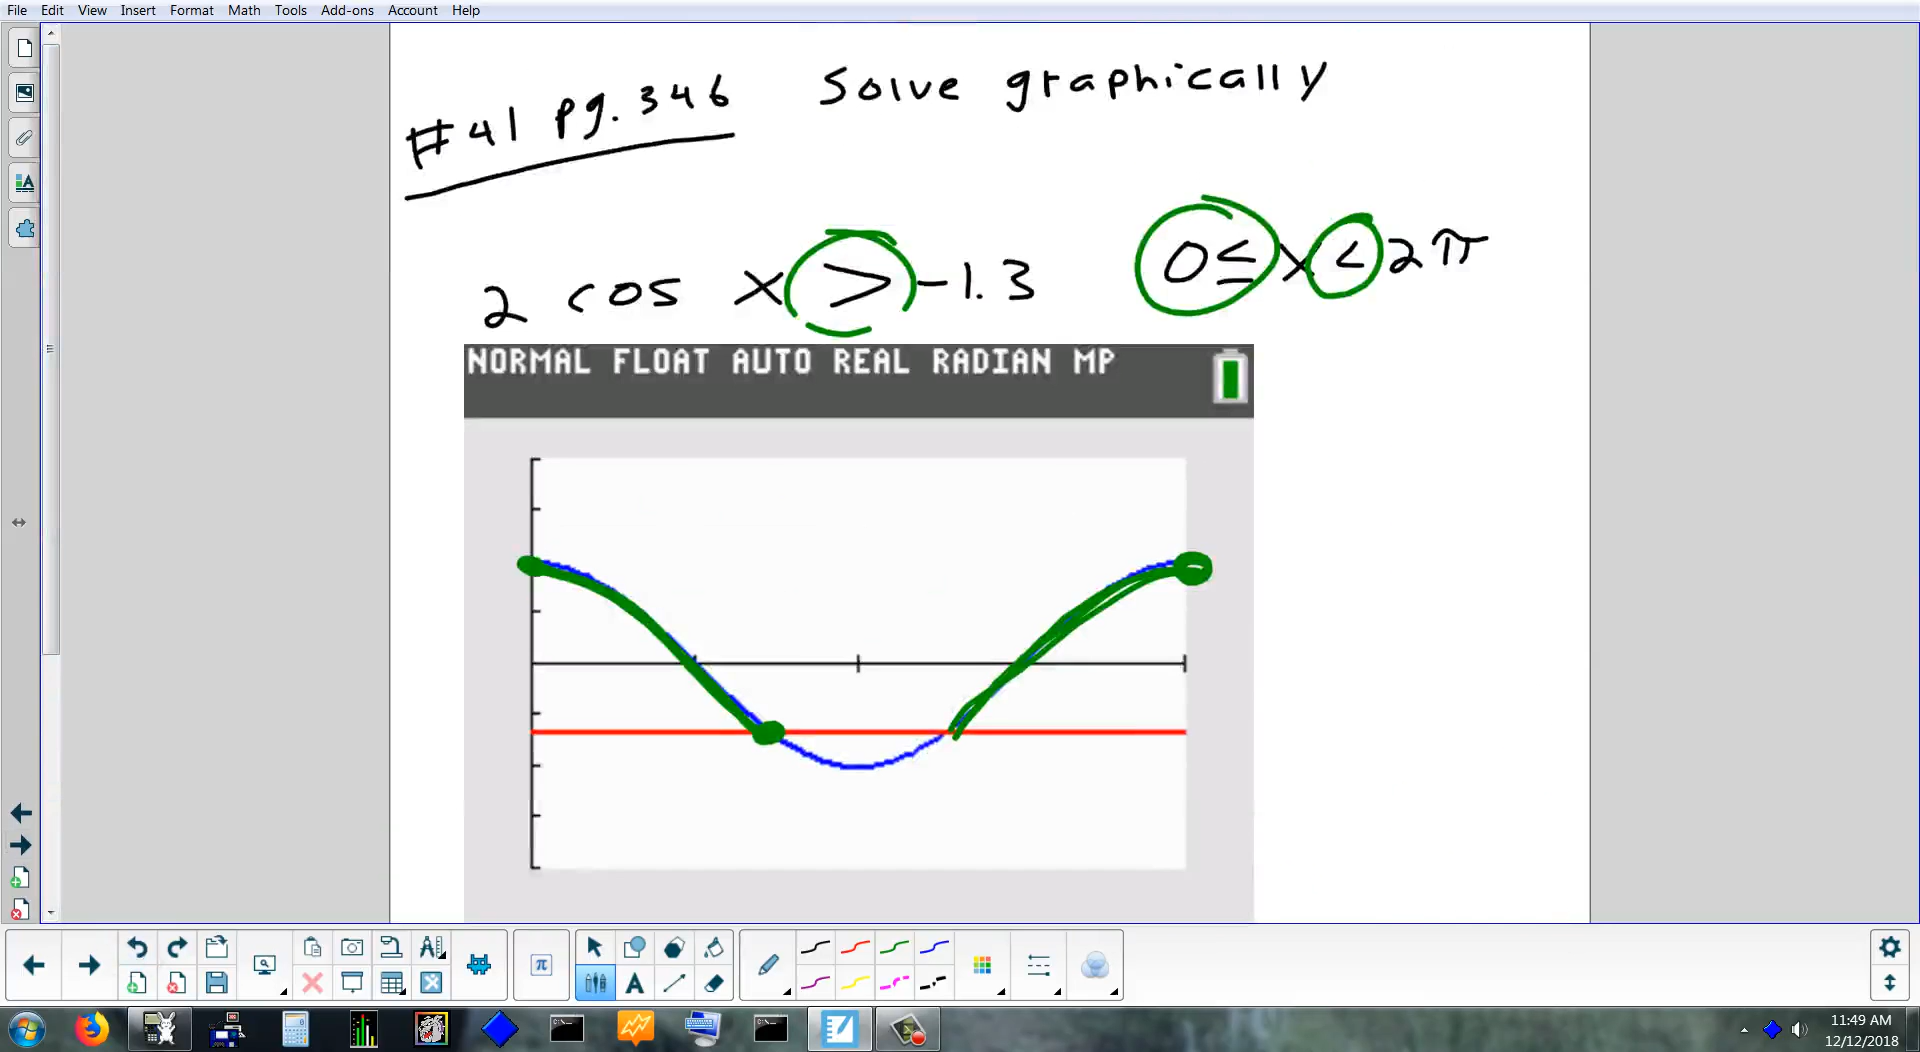 File Edit View Insert Format Math Tools Add-ons Account Help
#41 pg. 346 Solve graphically
2 cos x > -1.3 0 ≤ x < 2π
NORMAL FLOAT AUTO REAL RADIAN MP
π
A
11:49 AM
12/12/2018